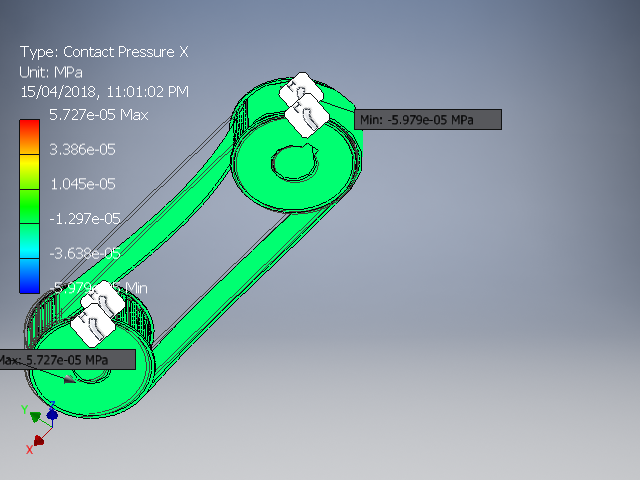 Type: Contact Pressure X
Unit: MPa
15/04/2018, 11:01:02 PM
5.727e-05 Max
3.386e-05
1.045e-05
-1.297e-05
-3.638e-05
-5.979e-05 Min
Min: -5.979e-05 MPa
Max: 5.727e-05 MPa
Z
Y
X